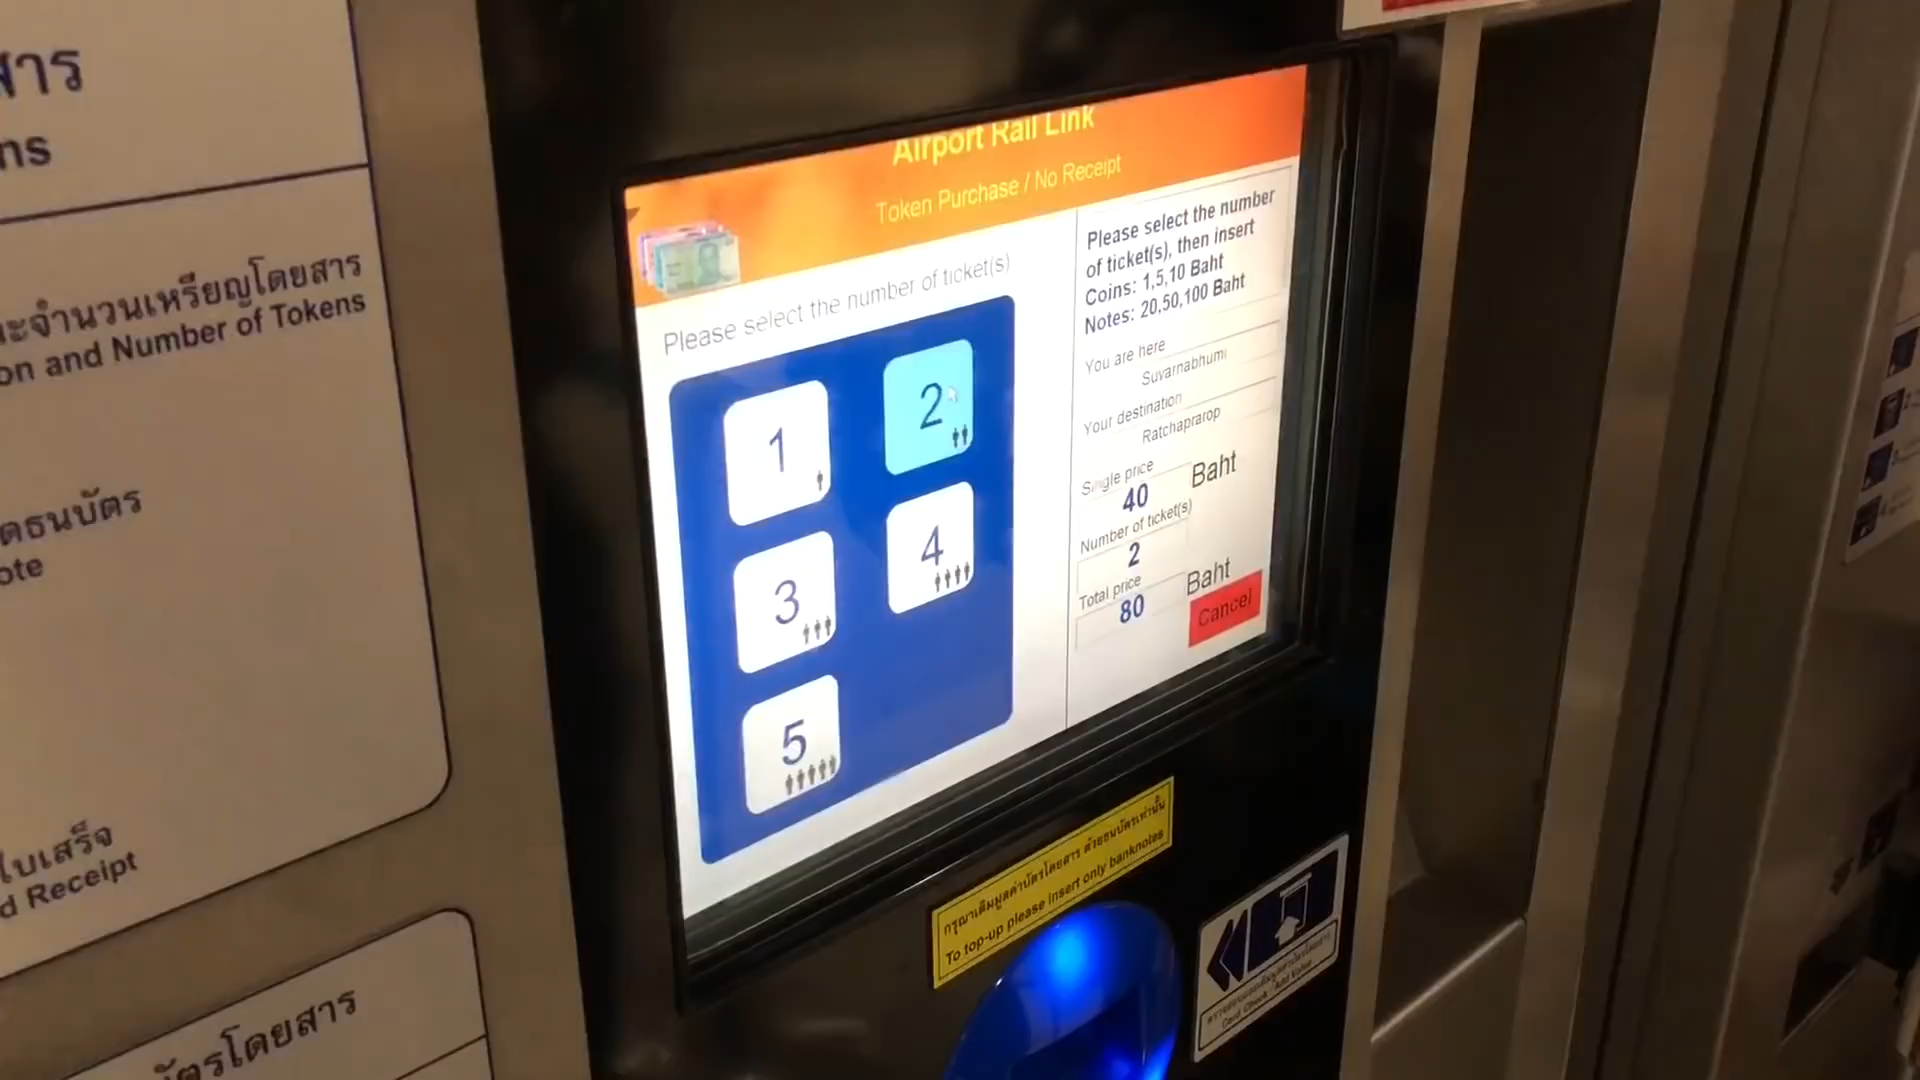 สาร
ns
ละจำนวนเหรียญโดยสาร
on and Number of Tokens
ดธนบัตร
ote
ใบเสร็จ
d Receipt
บัตรโดยสาร
Airport Rail Link
Token Purchase / No Receipt
Please select the number of ticket(s)
1
2
3
4
5
Please select the number
of ticket(s), then insert
Coins: 1,5,10 Baht
Notes: 20,50,100 Baht
You are here
Suvarnabhumi
Your destination
Ratchaprarop
Single price
40 Baht
Number of ticket(s)
2
Total price
80 Baht
Cancel
กรุณาเติมมูลค่าบัตรโดยสาร ด้วยธนบัตรเท่านั้น
To top-up please insert only banknotes
Card Check / Add Value